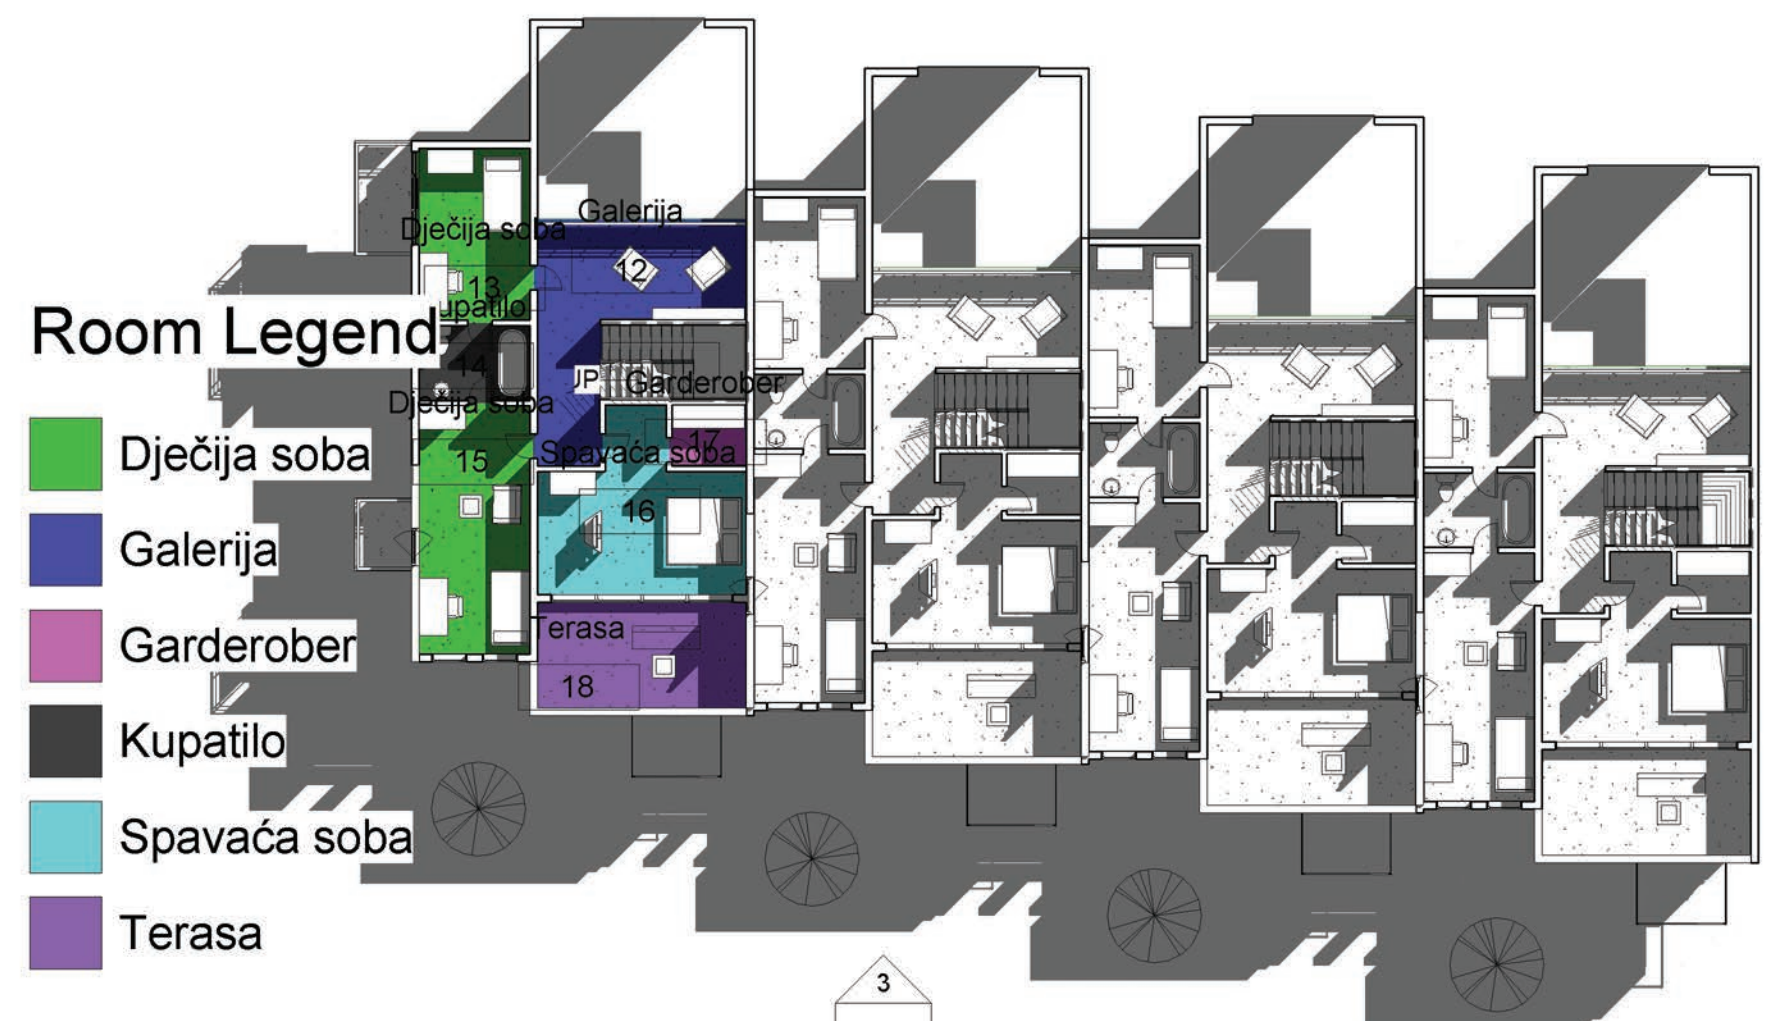 Galerija
Dječija soba
12
13
upatilo
Room Legend
14
UP
Garderober
Dječija soba
17
15
Spavaća soba
16
Dječija soba
Galerija
Terasa
Garderober
18
Kupatilo
Spavaća soba
Terasa
3